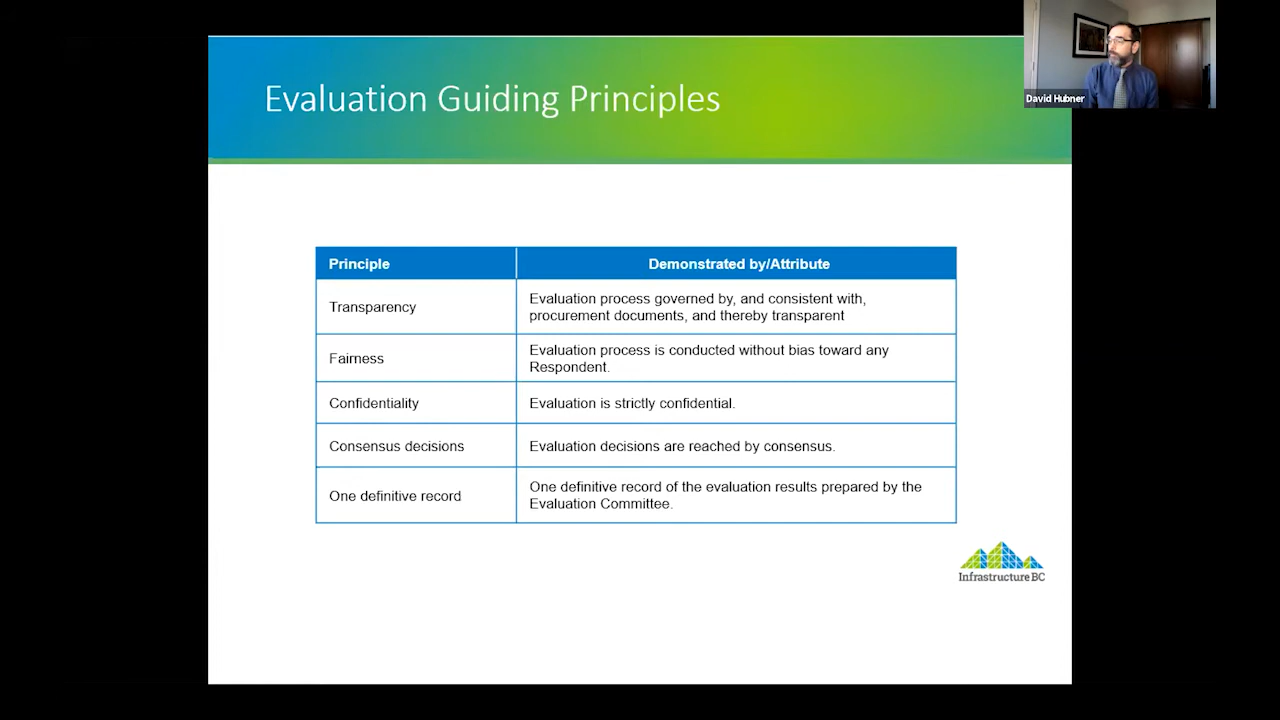 Evaluation Guiding Principles
David Hubner
Principle
Demonstrated by/Attribute
Transparency
Evaluation process governed by, and consistent with,
procurement documents, and thereby transparent
Fairness
Evaluation process is conducted without bias toward any
Respondent.
Confidentiality
Evaluation is strictly confidential.
Consensus decisions
Evaluation decisions are reached by consensus.
One definitive record
One definitive record of the evaluation results prepared by the
Evaluation Committee.
Infrastructure BC